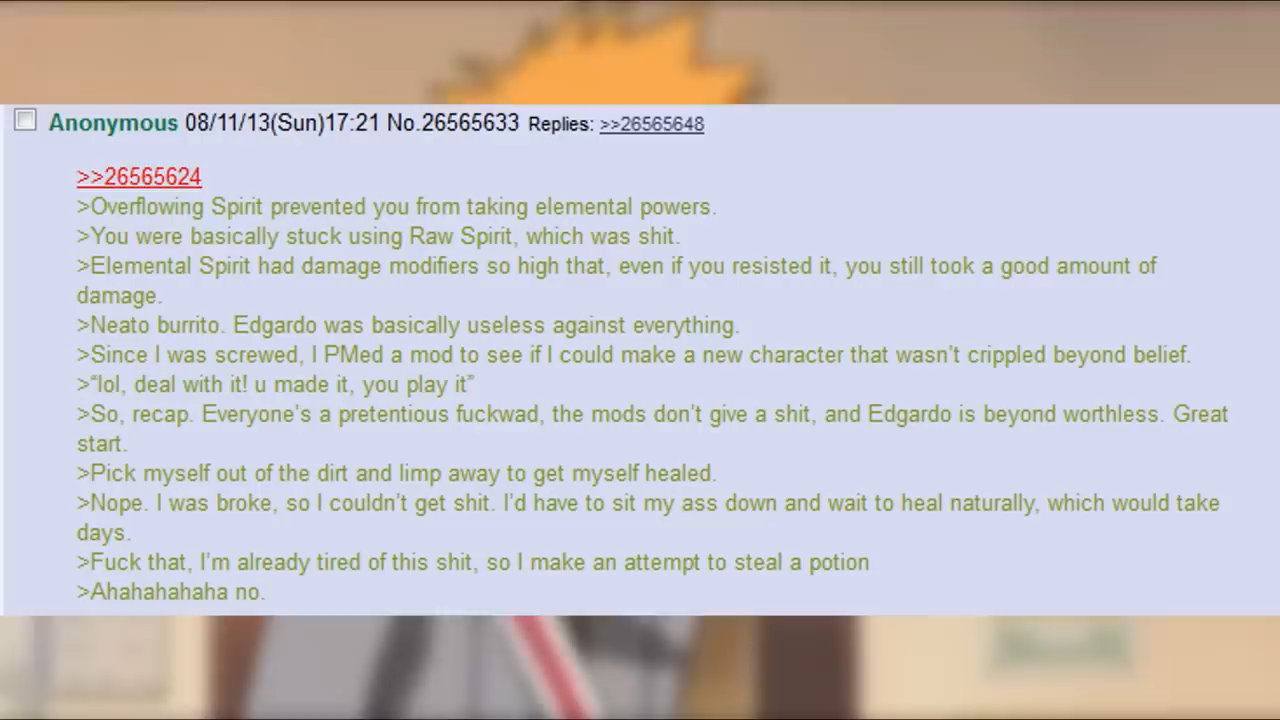 Anonymous 08/11/13(Sun)17:21 No.26565633 Replies: >>26565648
>>26565624
>Overflowing Spirit prevented you from taking elemental powers.
>You were basically stuck using Raw Spirit, which was shit.
>Elemental Spirit had damage modifiers so high that, even if you resisted it, you still took a good amount of
damage.
>Neato burrito. Edgardo was basically useless against everything.
>Since I was screwed, I PMed a mod to see if I could make a new character that wasn't crippled beyond belief.
>“lol, deal with it! u made it, you play it”
>So, recap. Everyone's a pretentious fuckwad, the mods don't give a shit, and Edgardo is beyond worthless. Great
start.
>Pick myself out of the dirt and limp away to get myself healed.
>Nope. I was broke, so I couldn't get shit. I'd have to sit my ass down and wait to heal naturally, which would take
days.
>Fuck that, I'm already tired of this shit, so I make an attempt to steal a potion
>Ahahahahaha no.